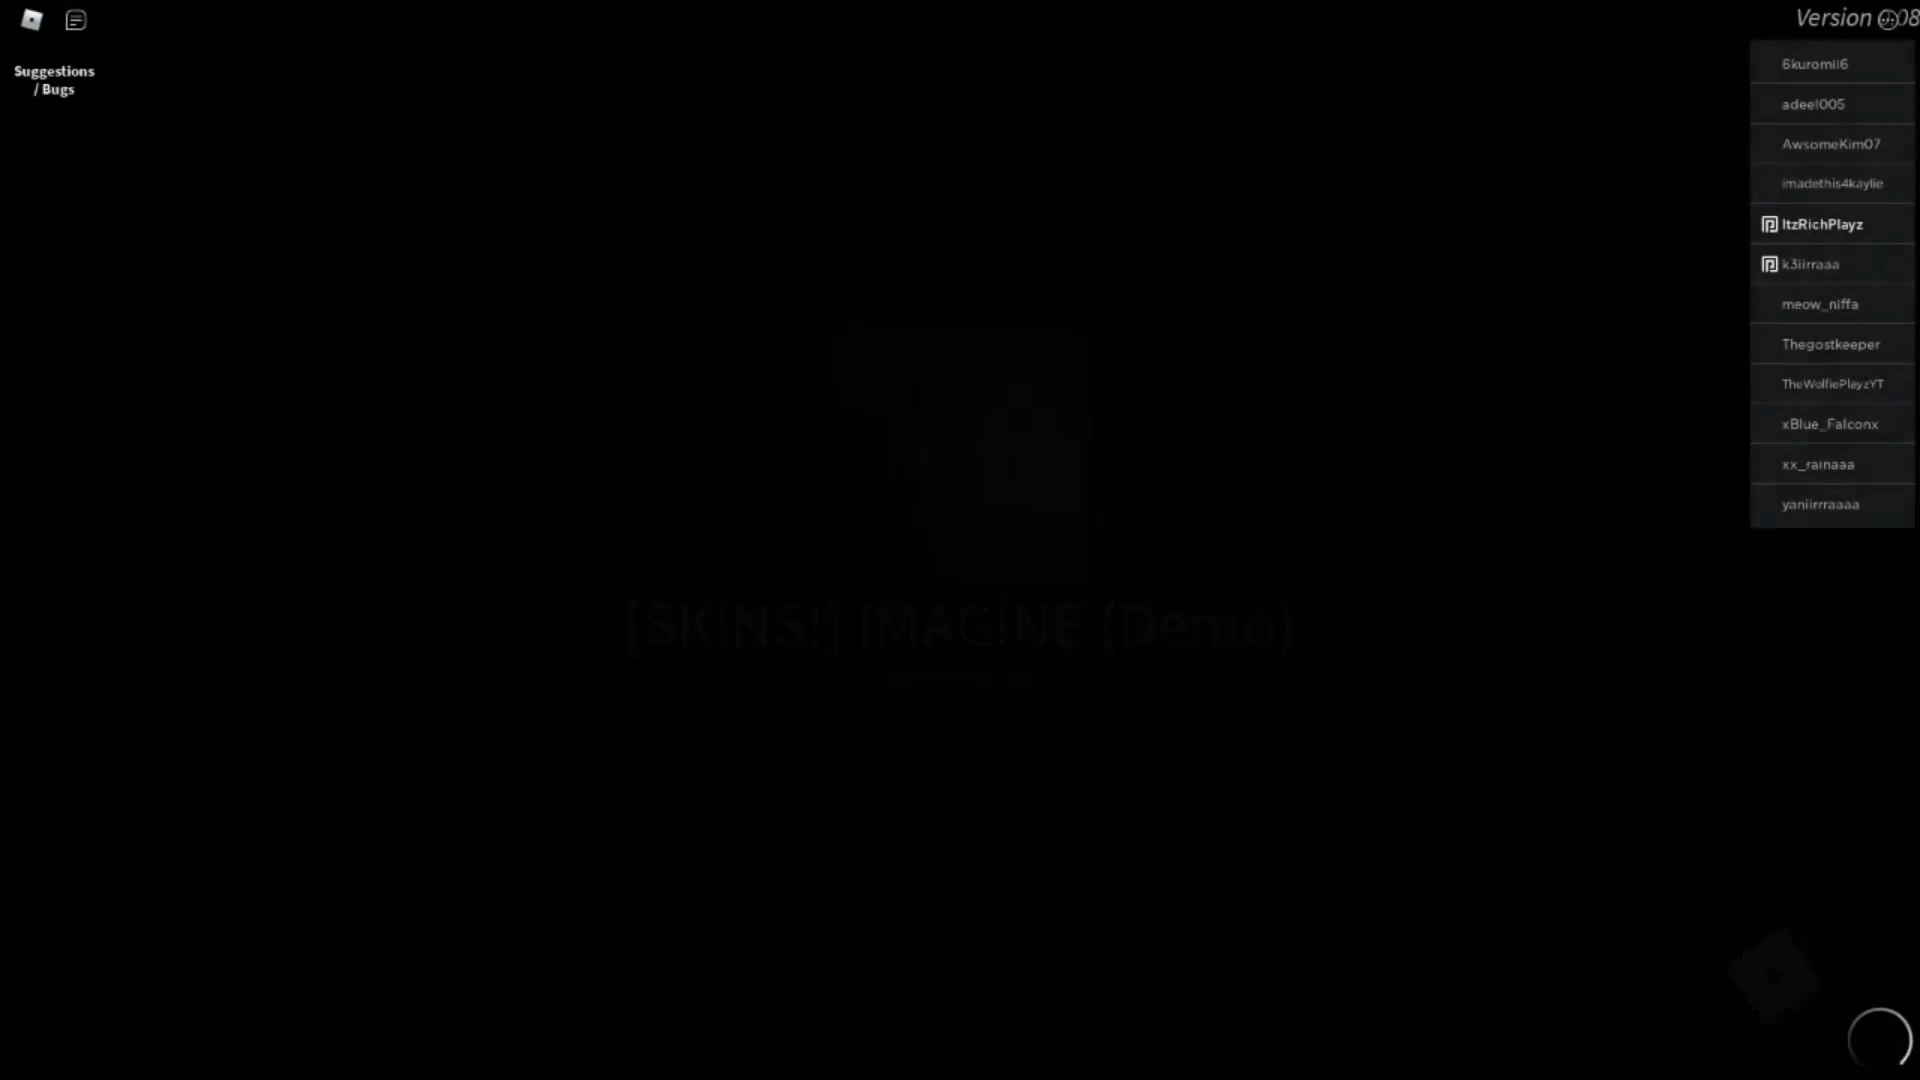 Version
Suggestions
/ Bugs
6kuromii6
adeel005
AwsomeKim07
imadethis4kaylie
ItzRichPlayz
k3iirraaa
meow_niffa
Thegostkeeper
TheWolfiePlayzYT
xBlue_Falconx
xx_rainaaa
yaniirrraaaa
[SKINS!] IMAGINE (Demo)